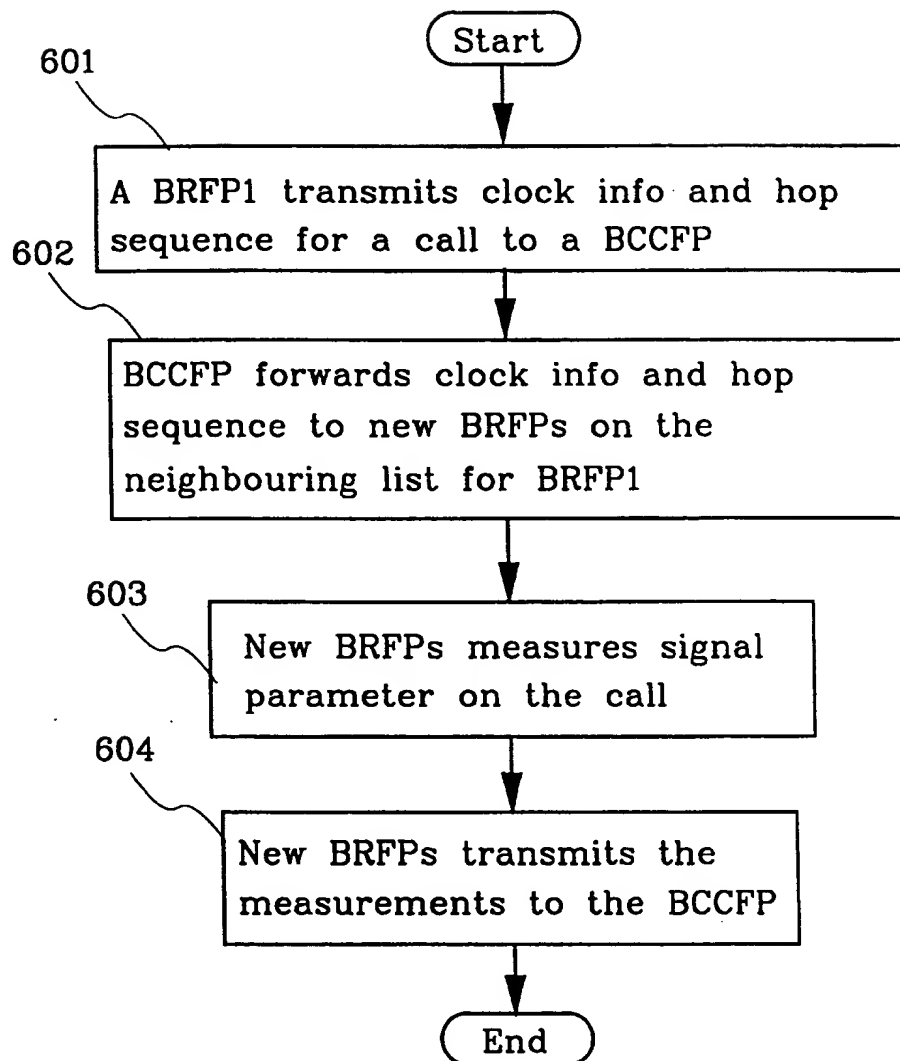 Start
601
A BRFP1 transmits clock info and hop
sequence for a call to a BCCFP
602
BCCFP forwards clock info and hop
sequence to new BRFPs on the
neighbouring list for BRFP1
603
New BRFPs measures signal
parameter on the call
604
New BRFPs transmits the
measurements to the BCCFP
End